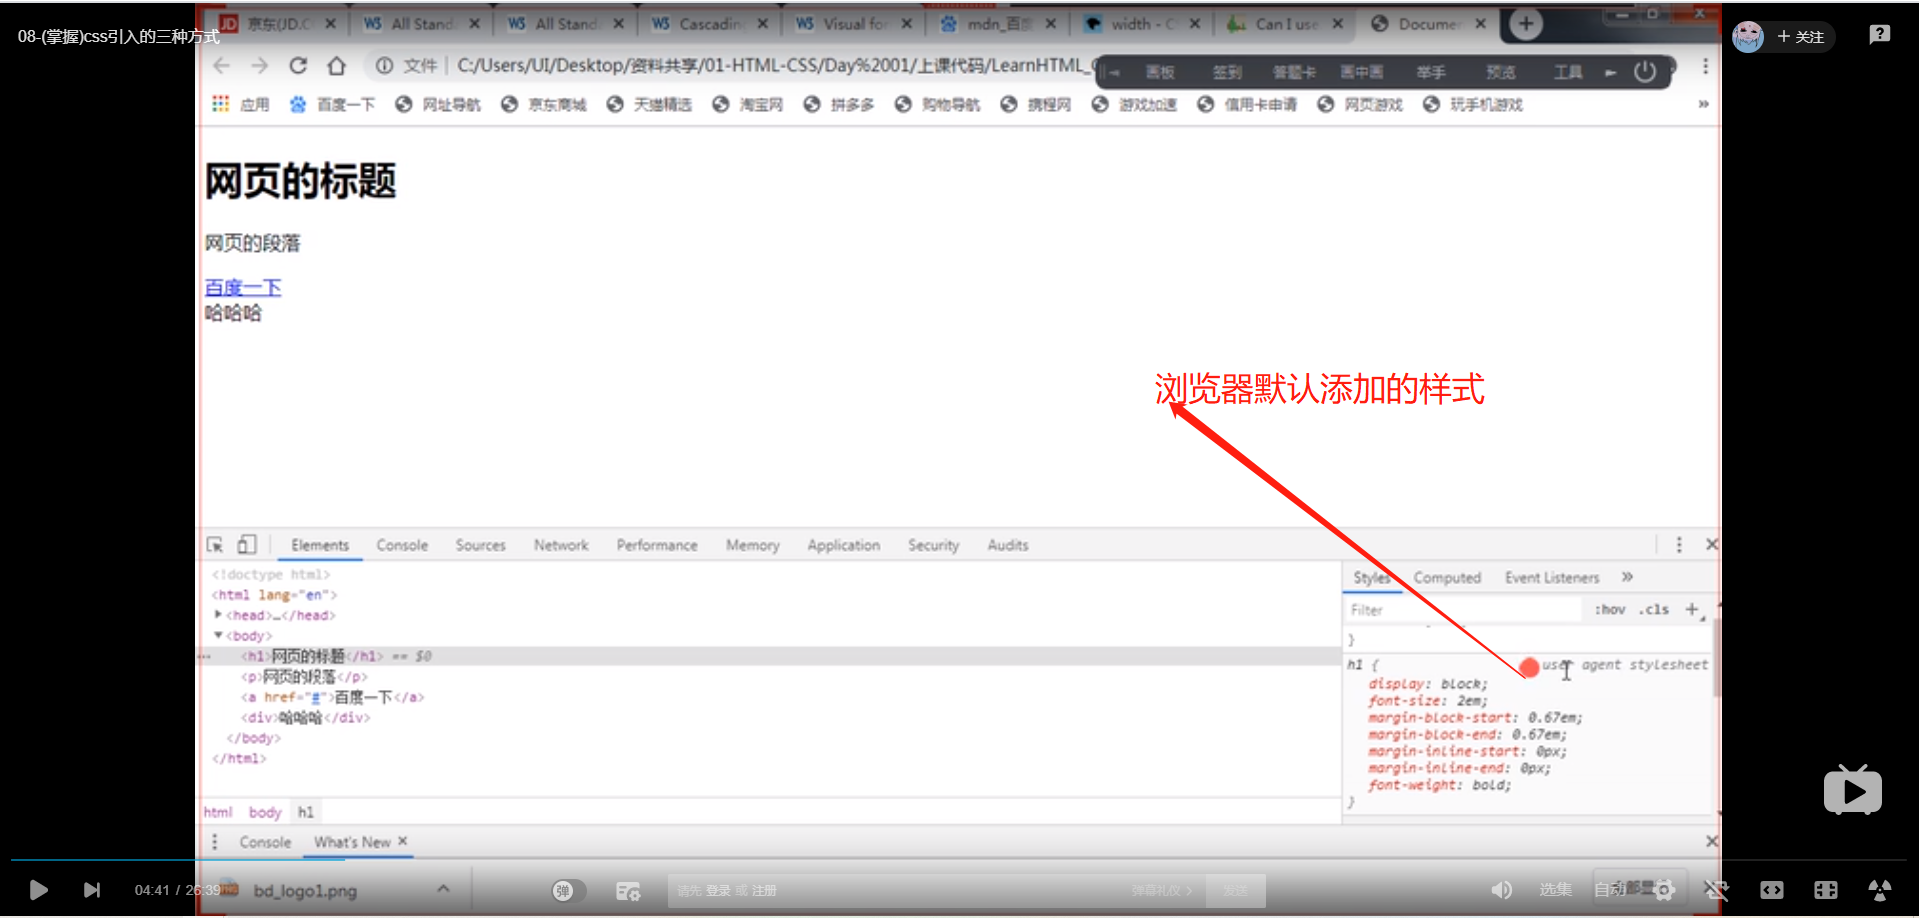 08-(掌握)css引入的三种方式
京东(JD.C
All Stand
All Stand
Cascadin
Visual for
mdn_百度
width - C
Can I use
Documen
+ 关注
文件
C:/Users/UI/Desktop/资料共享/01-HTML-CSS/Day%2001/上课代码/LearnHTML_
画板
签到
答题卡
画中画
举手
预览
工具
应用
百度一下
网址导航
京东商城
天猫精选
淘宝网
拼多多
购物导航
携程网
游戏加速
信用卡申请
网页游戏
玩手机游戏
»
网页的标题
网页的段落
百度一下
哈哈哈
浏览器默认添加的样式
Elements
Console
Sources
Network
Performance
Memory
Application
Security
Audits
<!doctype html>
<html lang="en">
<head>…</head>
<body>
<h1>网页的标题</h1> == $0
<p>网页的段落</p>
<a href="#">百度一下</a>
<div>哈哈哈</div>
</body>
</html>
html body h1
Styles
Computed
Event Listeners
»
Filter
:hov .cls +
}
h1 {
user agent stylesheet
display: block;
font-size: 2em;
margin-block-start: 0.67em;
margin-block-end: 0.67em;
margin-inline-start: 0px;
margin-inline-end: 0px;
font-weight: bold;
}
Console
What's New
04:41 / 26:39
bd_logo1.png
弹
请先 登录 或 注册
弹幕礼仪 >
发送
选集
自动